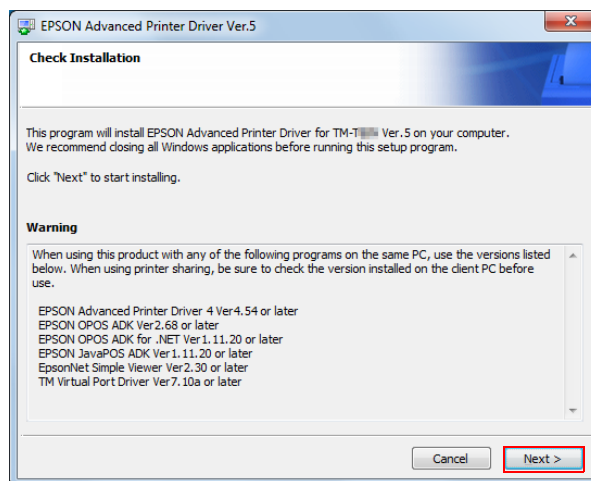 EPSON Advanced Printer Driver Ver.5
Check Installation
This program will install EPSON Advanced Printer Driver for TM-T Ver.5 on your computer.
We recommend closing all Windows applications before running this setup program.
Click "Next" to start installing.
Warning
When using this product with any of the following programs on the same PC, use the versions listed
below. When using printer sharing, be sure to check the version installed on the client PC before
use.
EPSON Advanced Printer Driver 4 Ver4.54 or later
EPSON OPOS ADK Ver2.68 or later
EPSON OPOS ADK for .NET Ver1.11.20 or later
EPSON JavaPOS ADK Ver1.11.20 or later
EpsonNet Simple Viewer Ver2.30 or later
TM Virtual Port Driver Ver7.10a or later
Cancel
Next >